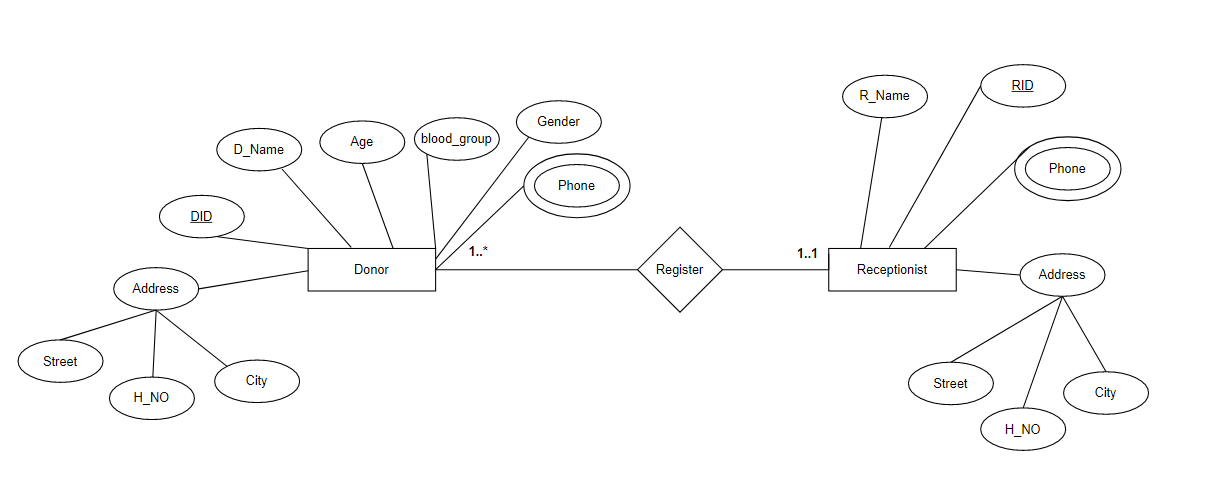 RID
R_Name
Gender
blood_group
Age
D_Name
Phone
Phone
DID
1..*
1..1
Donor
Register
Receptionist
Address
Address
Street
H_NO
City
Street
H_NO
City